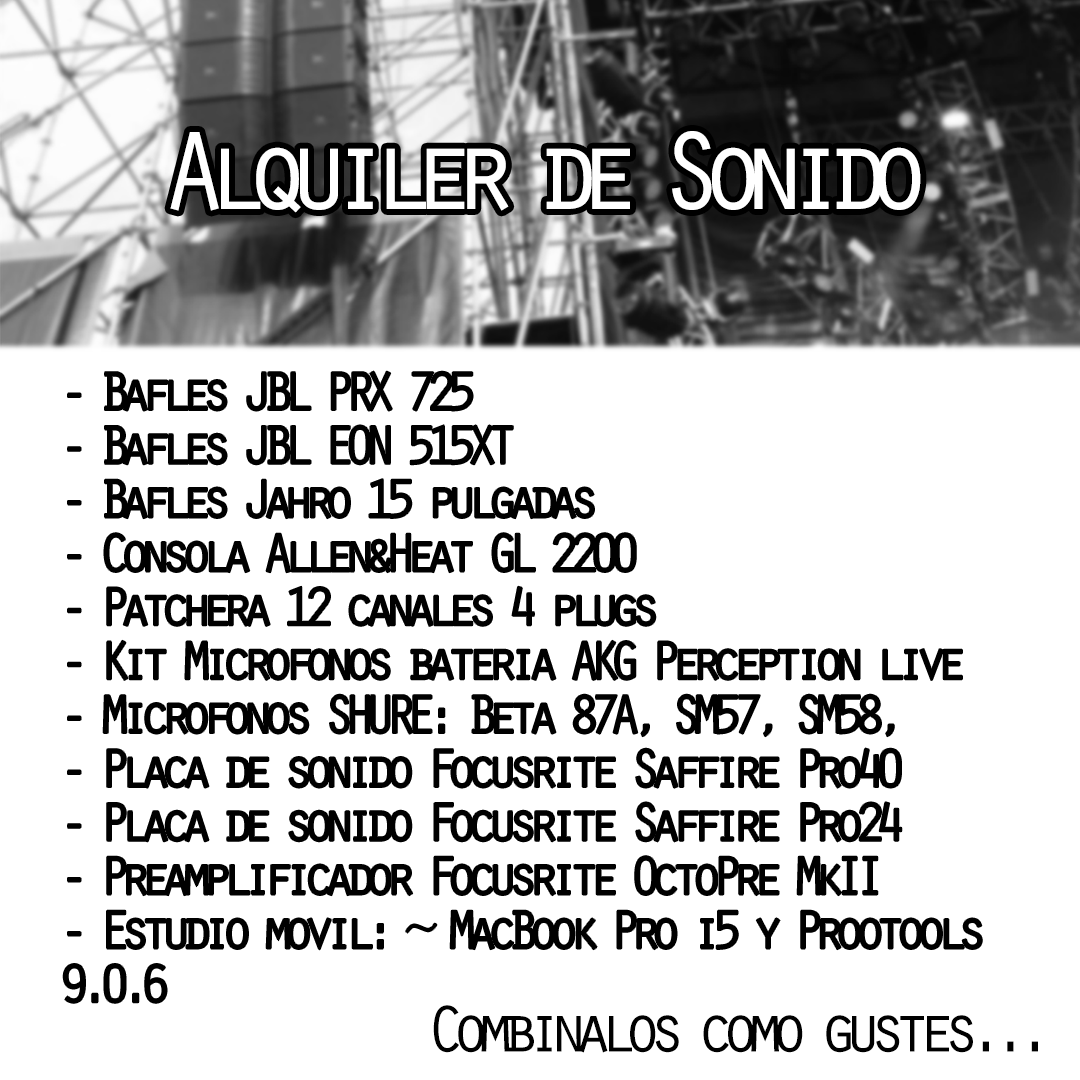 Alquiler de Sonido
- Bafles JBL PRX 725
- Bafles JBL EON 515XT
- Bafles Jahro 15 pulgadas
- Consola Allen&Heat GL 2200
- Patchera 12 canales 4 plugs
- Kit Microfonos bateria AKG Perception live
- Microfonos SHURE: Beta 87A, SM57, SM58,
- Placa de sonido Focusrite Saffire Pro40
- Placa de sonido Focusrite Saffire Pro24
- Preamplificador Focusrite OctoPre MkII
- Estudio movil: ~ MacBook Pro i5 y Prootools
9.0.6
Combinalos como gustes...